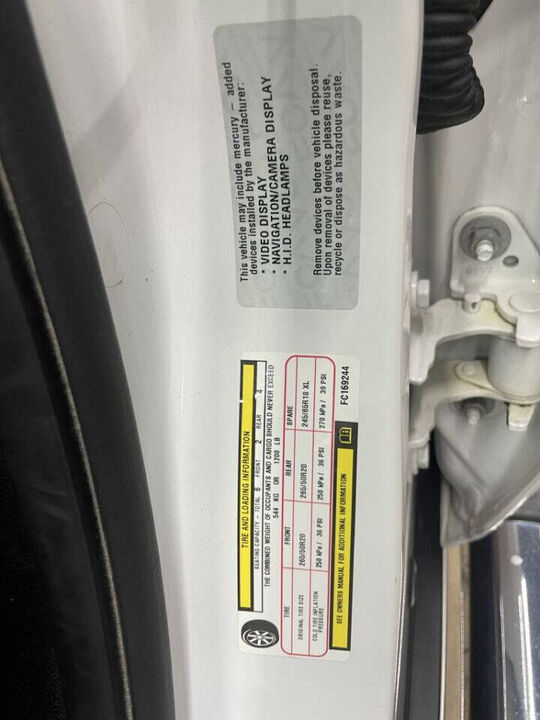 This vehicle may include mercury – added
devices installed by the manufacturer:
* VIDEO DISPLAY
* NAVIGATION/CAMERA DISPLAY
* H.I.D. HEADLAMPS
Remove devices before vehicle disposal.
Upon removal of devices please reuse,
recycle or dispose as hazardous waste.
TIRE AND LOADING INFORMATION
SEATING CAPACITY - TOTAL 6 FRONT 2 REAR 4
THE COMBINED WEIGHT OF OCCUPANTS AND CARGO SHOULD NEVER EXCEED
544 KG OR 1200 LB
TIRE FRONT REAR SPARE
ORIGINAL TIRE SIZE 265/50R20 265/50R20 245/65R18 XL
COLD TIRE INFLATION PRESSURE 250 kPa / 36 PSI 250 kPa / 36 PSI 270 kPa / 39 PSI
SEE OWNERS MANUAL FOR ADDITIONAL INFORMATION
FC169244